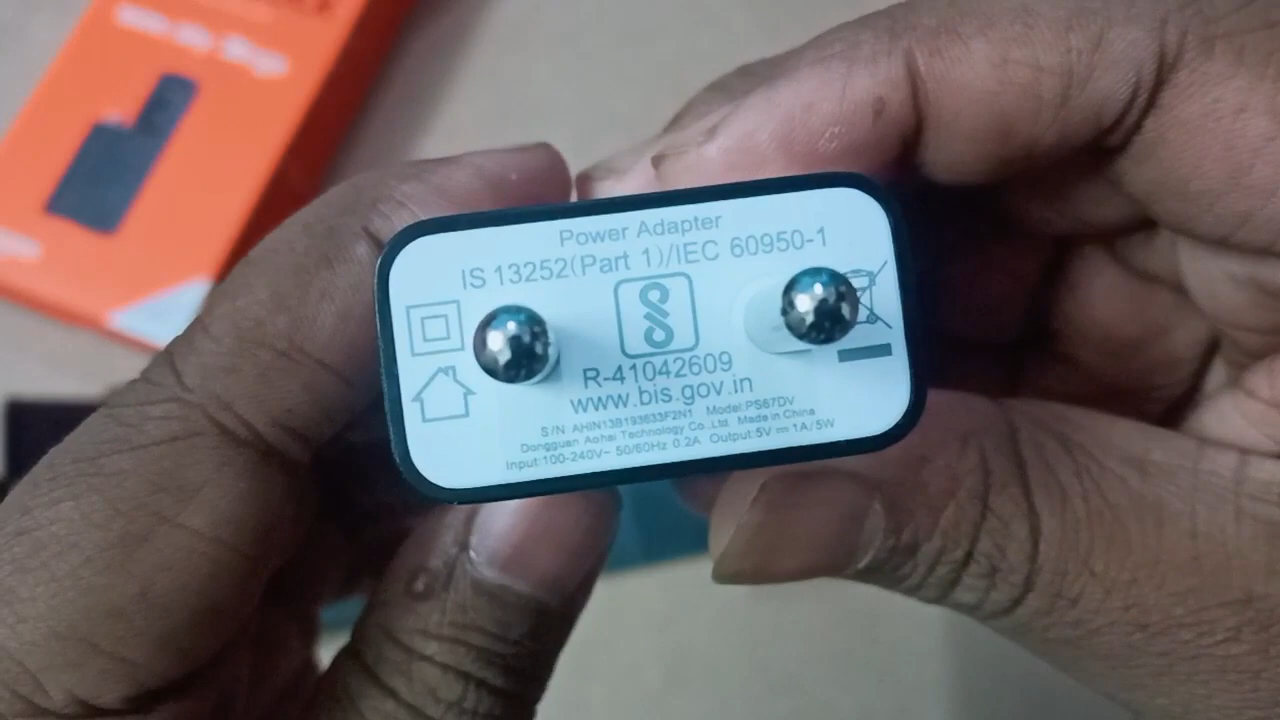 Power Adapter
IS 13252(Part 1)/IEC 60950-1
R-41042609
www.bis.gov.in
S/N AHIN13B193633F2N1 Model:PS67DV
Dongguan Aohai Technology Co.,Ltd. Made in China
Input:100-240V~ 50/60Hz 0.2A Output:5V⎓1A/5W